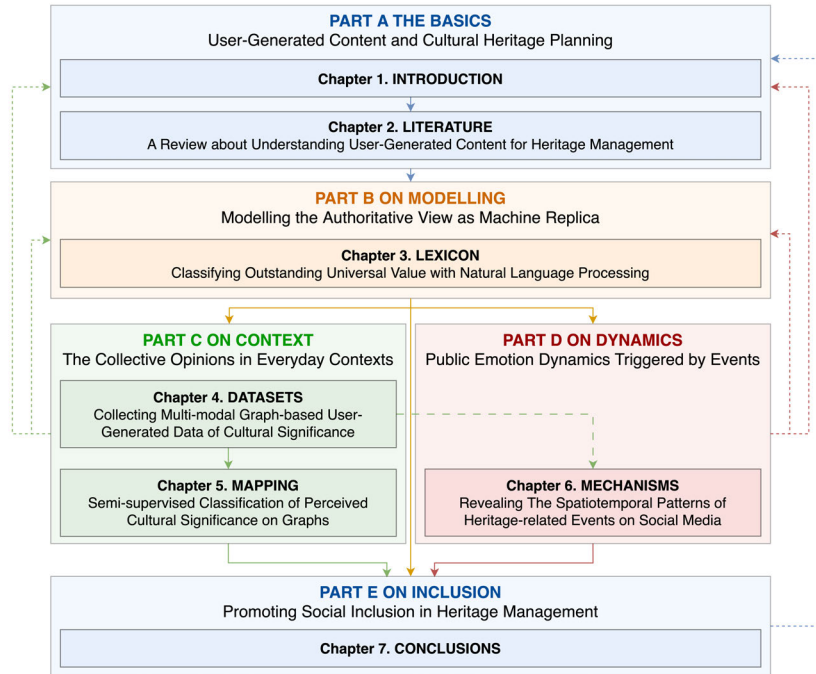 PART A THE BASICS
User-Generated Content and Cultural Heritage Planning
Chapter 1. INTRODUCTION
Chapter 2. LITERATURE
A Review about Understanding User-Generated Content for Heritage Management
PART B ON MODELLING
Modelling the Authoritative View as Machine Replica
Chapter 3. LEXICON
Classifying Outstanding Universal Value with Natural Language Processing
PART C ON CONTEXT
The Collective Opinions in Everyday Contexts
Chapter 4. DATASETS
Collecting Multi-modal Graph-based User-
Generated Data of Cultural Significance
Chapter 5. MAPPING
Semi-supervised Classification of Perceived
Cultural Significance on Graphs
PART D ON DYNAMICS
Public Emotion Dynamics Triggered by Events
Chapter 6. MECHANISMS
Revealing The Spatiotemporal Patterns of
Heritage-related Events on Social Media
PART E ON INCLUSION
Promoting Social Inclusion in Heritage Management
Chapter 7. CONCLUSIONS